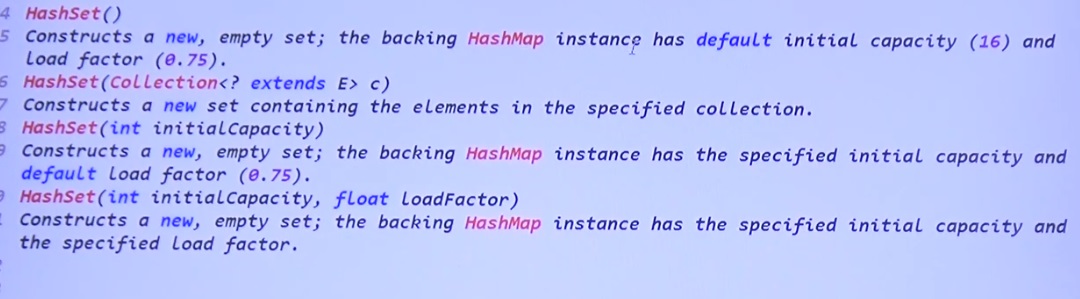 4 HashSet()
5 Constructs a new, empty set; the backing HashMap instance has default initial capacity (16) and
load factor (0.75).
6 HashSet(Collection<? extends E> c)
7 Constructs a new set containing the elements in the specified collection.
8 HashSet(int initialCapacity)
9 Constructs a new, empty set; the backing HashMap instance has the specified initial capacity and
default load factor (0.75).
HashSet(int initialCapacity, float loadFactor)
Constructs a new, empty set; the backing HashMap instance has the specified initial capacity and
the specified load factor.